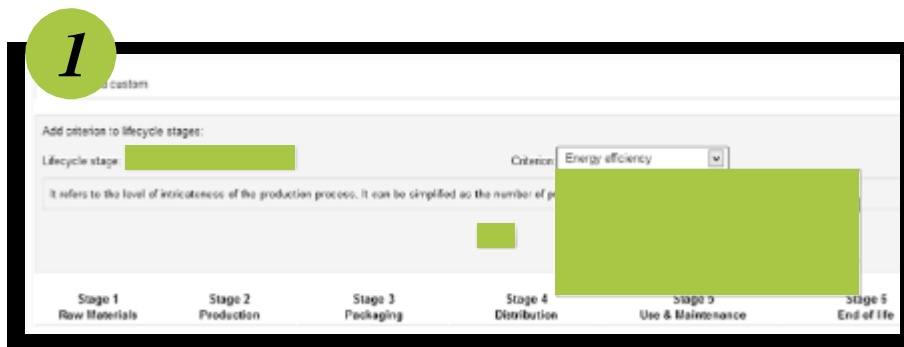 1
custom
Add criterion to lifecycle stages:
Lifecycle stage:
Criterion: Energy efficiency
It refers to the level of intricateness of the production process. It can be simplified as the number of
Stage 1 Stage 2 Stage 3 Stage 4 Stage 5 Stage 6
Raw Materials Production Packaging Distribution Use & Maintenance End of life